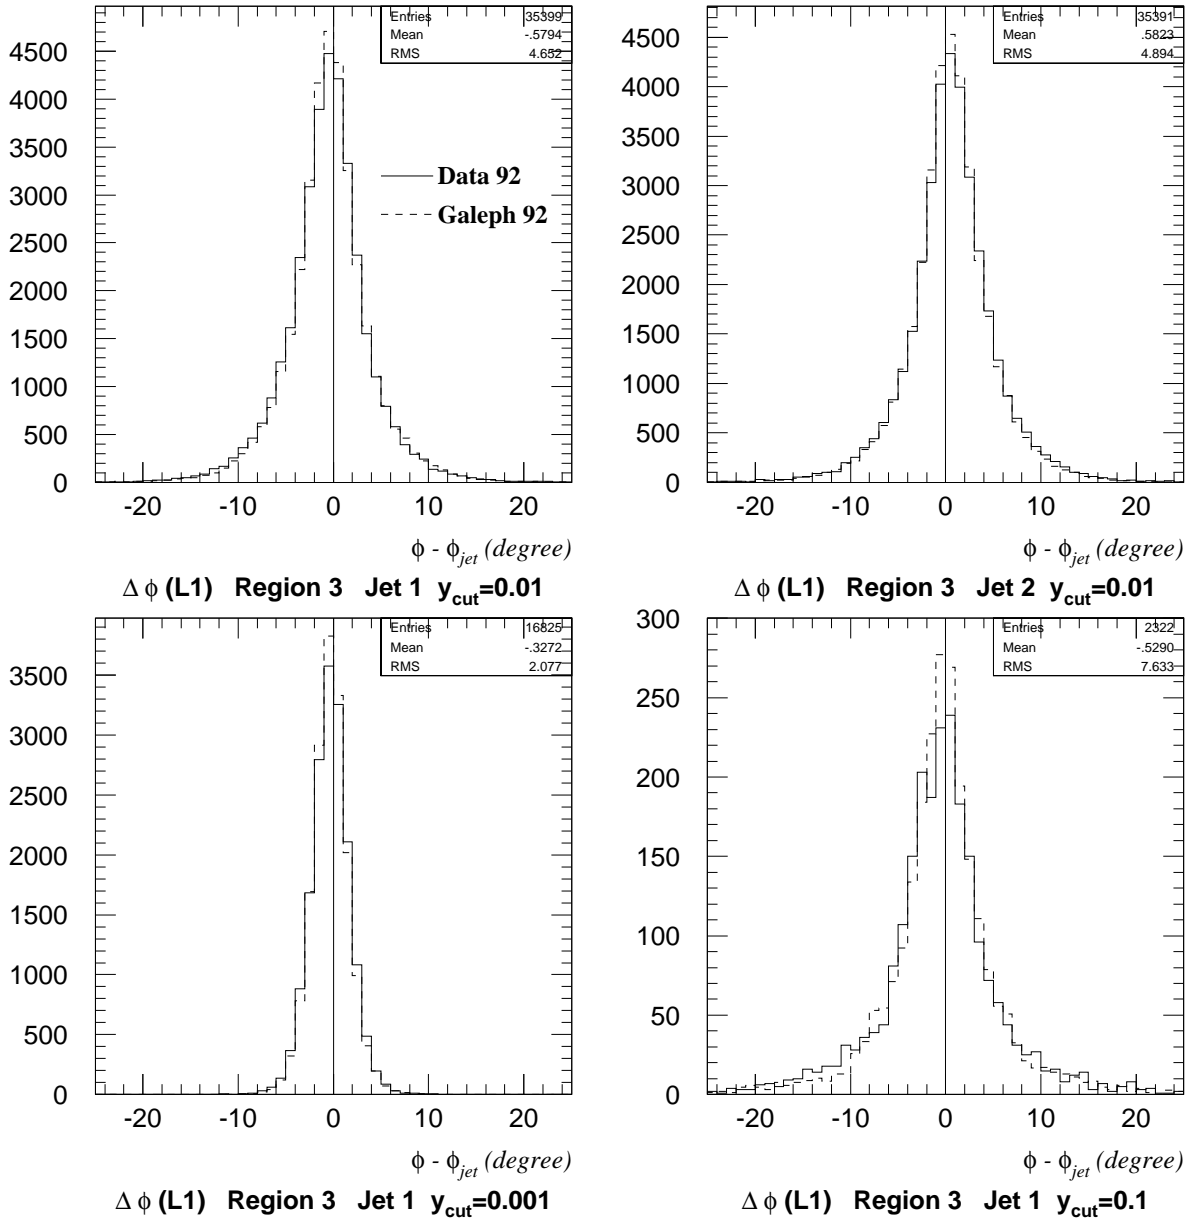 Entries 35399
Mean -.5794
RMS 4.652
4500
4000
3500
3000
2500
2000
1500
1000
500
0
Data 92
Galeph 92
-20 -10 0 10 20
ϕ - ϕjet (degree)
Δ ϕ (L1) Region 3 Jet 1 ycut=0.01
Entries 35391
Mean .5823
RMS 4.894
4500
4000
3500
3000
2500
2000
1500
1000
500
0
-20 -10 0 10 20
ϕ - ϕjet (degree)
Δ ϕ (L1) Region 3 Jet 2 ycut=0.01
Entries 16825
Mean -.3272
RMS 2.077
3500
3000
2500
2000
1500
1000
500
0
-20 -10 0 10 20
ϕ - ϕjet (degree)
Δ ϕ (L1) Region 3 Jet 1 ycut=0.001
Entries 2322
Mean -.5290
RMS 7.633
300
250
200
150
100
50
0
-20 -10 0 10 20
ϕ - ϕjet (degree)
Δ ϕ (L1) Region 3 Jet 1 ycut=0.1